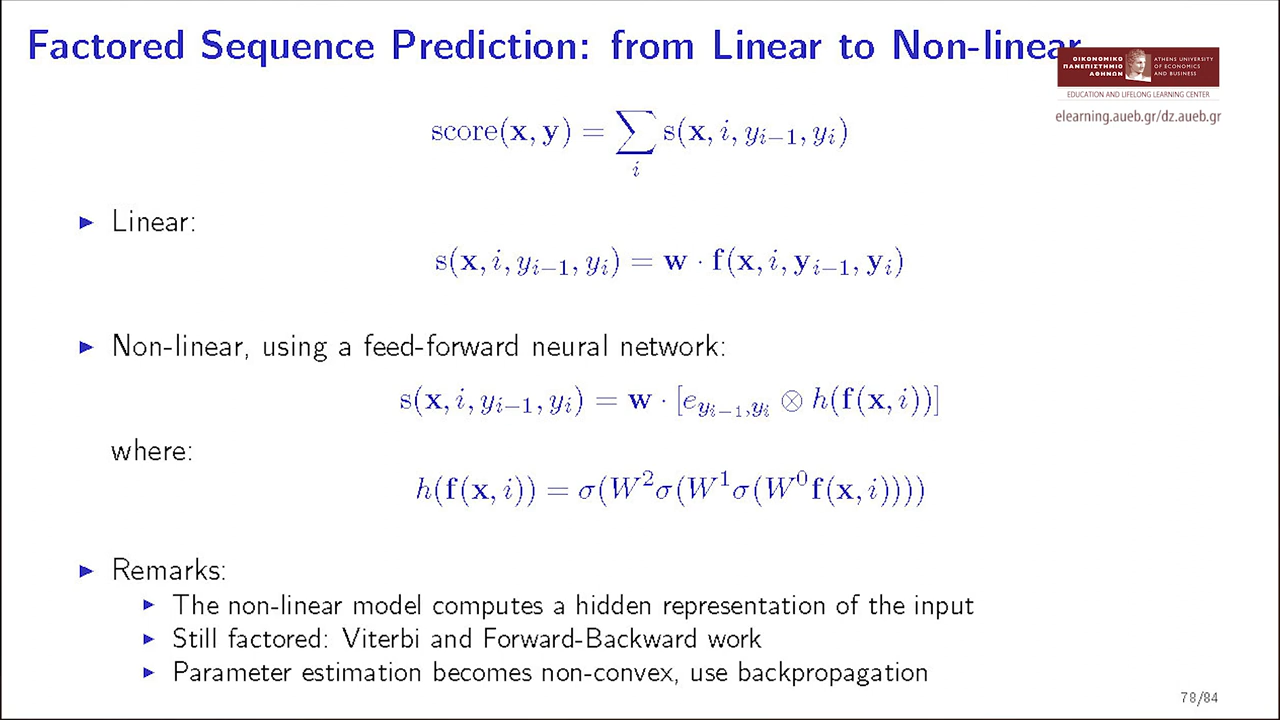 Factored Sequence Prediction: from Linear to Non-linear
ΟΙΚΟΝΟΜΙΚΟ
ΠΑΝΕΠΙΣΤΗΜΙΟ
ΑΘΗΝΩΝ
ATHENS UNIVERSITY
OF ECONOMICS
AND BUSINESS
EDUCATION AND LIFELONG LEARNING CENTER
elearning.aueb.gr/dz.aueb.gr
score(x, y) = ∑_i s(x, i, y_{i−1}, y_i)
▶ Linear:
s(x, i, y_{i−1}, y_i) = w · f(x, i, y_{i−1}, y_i)
▶ Non-linear, using a feed-forward neural network:
s(x, i, y_{i−1}, y_i) = w · [e_{y_{i−1},y_i} ⊗ h(f(x, i))]
where:
h(f(x, i)) = σ(W²σ(W¹σ(W⁰f(x, i))))
▶ Remarks:
▶ The non-linear model computes a hidden representation of the input
▶ Still factored: Viterbi and Forward-Backward work
▶ Parameter estimation becomes non-convex, use backpropagation
78/84